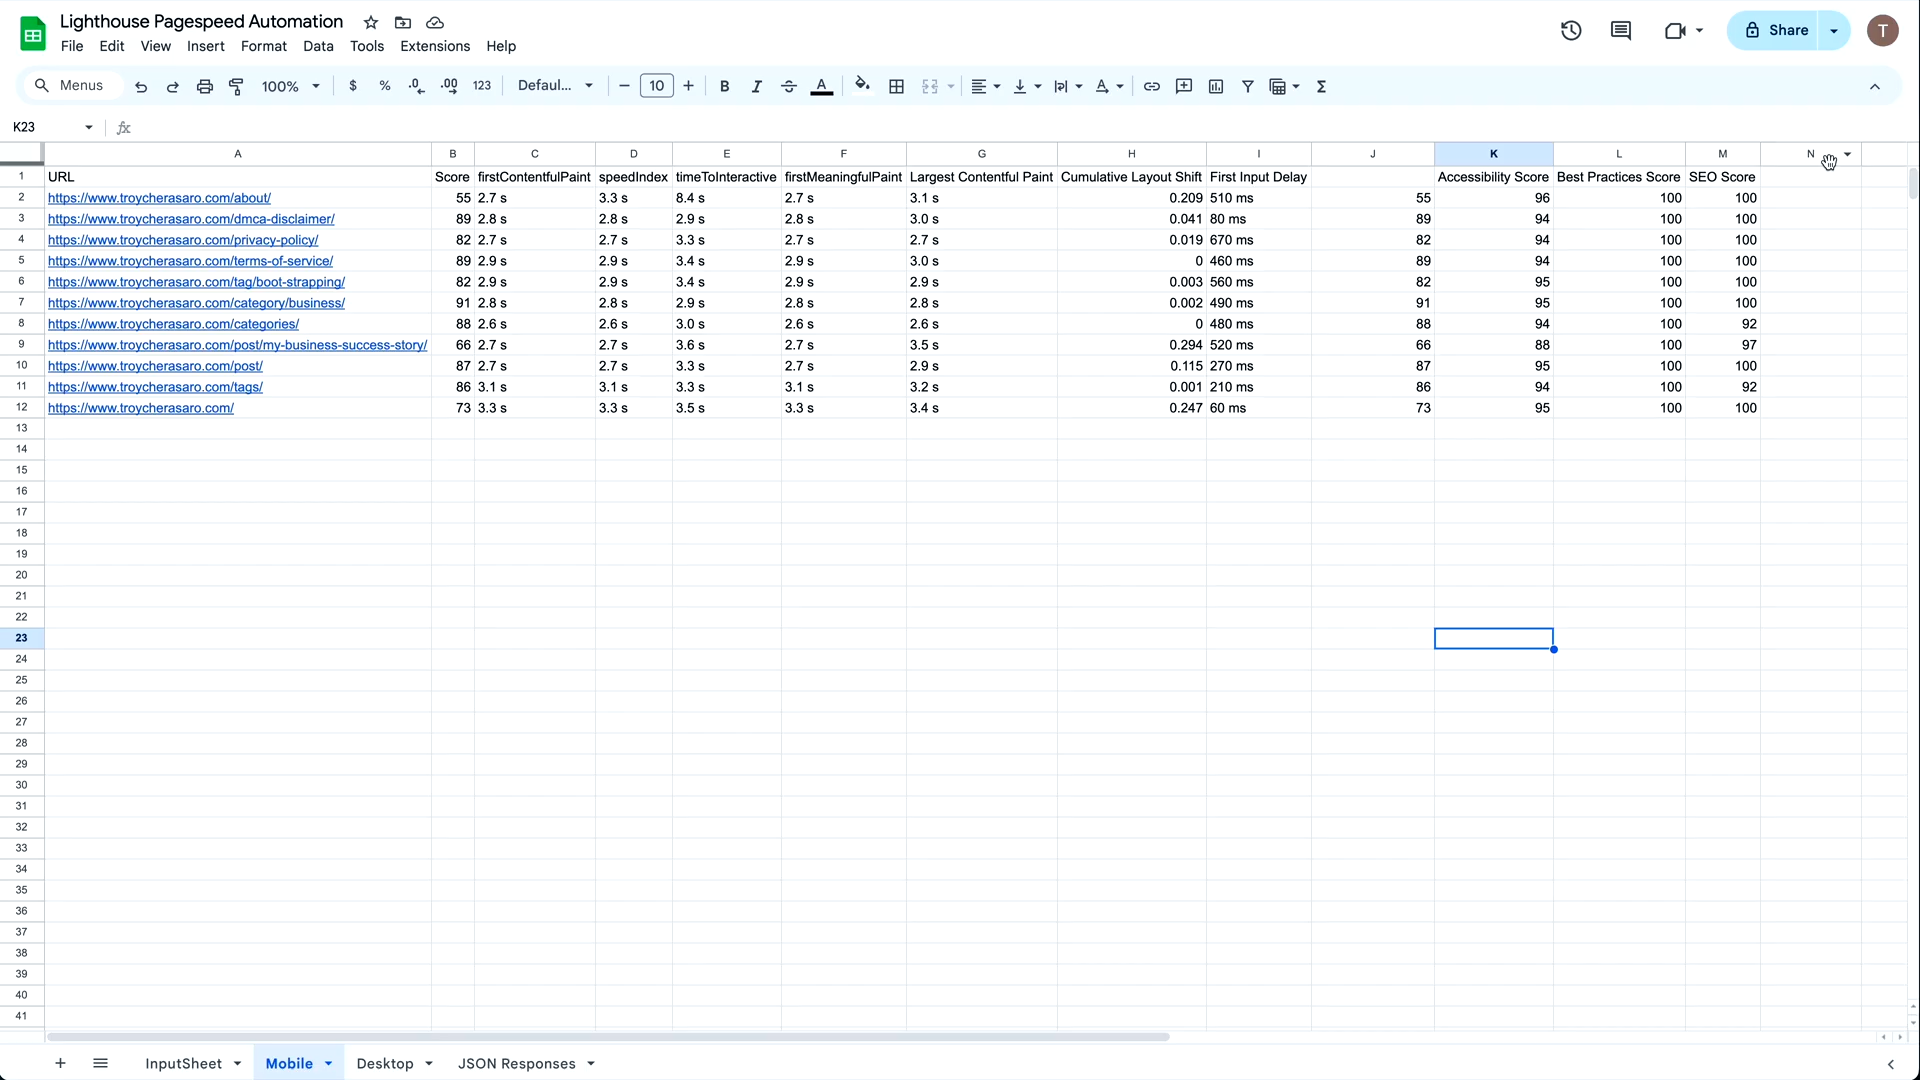 Lighthouse Pagespeed Automation
File Edit View Insert Format Data Tools Extensions Help
Share
T
Menus 100% $ % .0 .00 123 Defaul... 10 B I A Σ
K23 fx
A B C D E F G H I J K L M N
1 URL Score firstContentfulPaint speedIndex timeToInteractive firstMeaningfulPaint Largest Contentful Paint Cumulative Layout Shift First Input Delay Accessibility Score Best Practices Score SEO Score
2 https://www.troycherasaro.com/about/ 55 2.7 s 3.3 s 8.4 s 2.7 s 3.1 s 0.209 510 ms 55 96 100 100
3 https://www.troycherasaro.com/dmca-disclaimer/ 89 2.8 s 2.8 s 2.9 s 2.8 s 3.0 s 0.041 80 ms 89 94 100 100
4 https://www.troycherasaro.com/privacy-policy/ 82 2.7 s 2.7 s 3.3 s 2.7 s 2.7 s 0.019 670 ms 82 94 100 100
5 https://www.troycherasaro.com/terms-of-service/ 89 2.9 s 2.9 s 3.4 s 2.9 s 3.0 s 0 460 ms 89 94 100 100
6 https://www.troycherasaro.com/tag/boot-strapping/ 82 2.9 s 2.9 s 3.4 s 2.9 s 2.9 s 0.003 560 ms 82 95 100 100
7 https://www.troycherasaro.com/category/business/ 91 2.8 s 2.8 s 2.9 s 2.8 s 2.8 s 0.002 490 ms 91 95 100 100
8 https://www.troycherasaro.com/categories/ 88 2.6 s 2.6 s 3.0 s 2.6 s 2.6 s 0 480 ms 88 94 100 92
9 https://www.troycherasaro.com/post/my-business-success-story/ 66 2.7 s 2.7 s 3.6 s 2.7 s 3.5 s 0.294 520 ms 66 88 100 97
10 https://www.troycherasaro.com/post/ 87 2.7 s 2.7 s 3.3 s 2.7 s 2.9 s 0.115 270 ms 87 95 100 100
11 https://www.troycherasaro.com/tags/ 86 3.1 s 3.1 s 3.3 s 3.1 s 3.2 s 0.001 210 ms 86 94 100 92
12 https://www.troycherasaro.com/ 73 3.3 s 3.3 s 3.5 s 3.3 s 3.4 s 0.247 60 ms 73 95 100 100
13
14
15
16
17
18
19
20
21
22
23
24
25
26
27
28
29
30
31
32
33
34
35
36
37
38
39
40
41
InputSheet Mobile Desktop JSON Responses